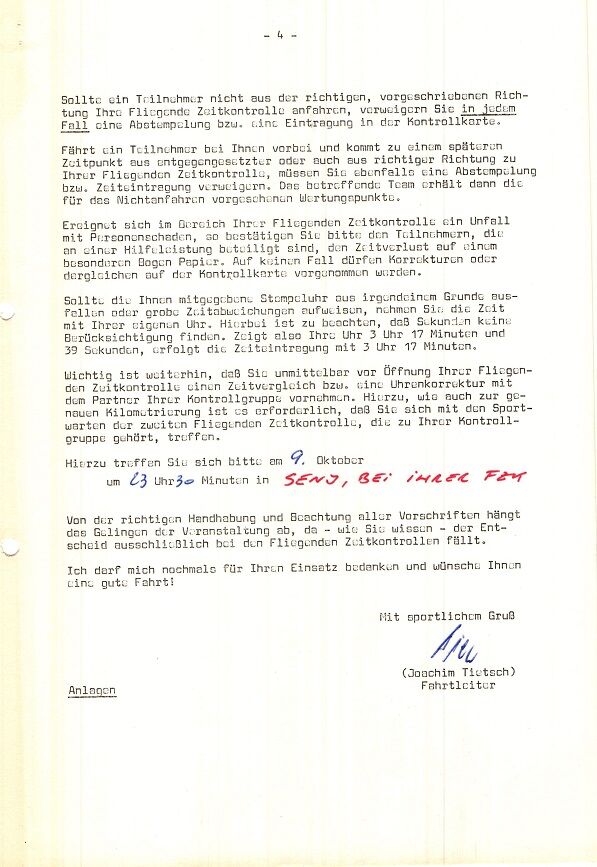 - 4 -
Sollte ein Teilnehmer nicht aus der richtigen, vorgeschriebenen Rich-
tung Ihre Fliegende Zeitkontrolle anfahren, verweigern Sie in jedem
Fall eine Abstempelung bzw. eine Eintragung in der Kontrollkarte.
Fährt ein Teilnehmer bei Ihnen vorbei und kommt zu einem späteren
Zeitpunkt aus entgegengesetzter oder auch aus richtiger Richtung zu
Ihrer Fliegenden Zeitkontrolle, müssen Sie ebenfalls eine Abstempelung
bzw. Zeiteintragung verweigern. Das betreffende Team erhält dann die
für das Nichtanfahren vorgesehenen Wertungspunkte.
Ereignet sich im Bereich Ihrer Fliegenden Zeitkontrolle ein Unfall
mit Personenschaden, so bestätigen Sie bitte den Teilnehmern, die
an einer Hilfeleistung beteiligt sind, den Zeitverlust auf einem
besonderen Bogen Papier. Auf keinen Fall dürfen Korrekturen oder
dergleichen auf der Kontrollkarte vorgenommen werden.
Sollte die Ihnen mitgegebene Stempeluhr aus irgendeinem Grunde aus-
fallen oder grobe Zeitabweichungen aufweisen, nehmen Sie die Zeit
mit Ihrer eigenen Uhr. Hierbei ist zu beachten, daß Sekunden keine
Berücksichtigung finden. Zeigt also Ihre Uhr 3 Uhr 17 Minuten und
39 Sekunden, erfolgt die Zeiteintragung mit 3 Uhr 17 Minuten.
Wichtig ist weiterhin, daß Sie unmittelbar vor Öffnung Ihrer Fliegen-
den Zeitkontrolle einen Zeitvergleich bzw. eine Uhrenkorrektur mit
dem Partner Ihrer Kontrollgruppe vornehmen. Hierzu, wie auch zur ge-
nauen Kilometrierung ist es erforderlich, daß Sie sich mit den Sport-
warten der zweiten Fliegenden Zeitkontrolle, die zu Ihrer Kontroll-
gruppe gehört, treffen.
Hierzu treffen Sie sich bitte am 9. Oktober
um 23 Uhr 30 Minuten in SENJ, BEI IHRER FZK
Von der richtigen Handhabung und Beachtung aller Vorschriften hängt
das Gelingen der Veranstaltung ab, da - wie Sie wissen - der Ent-
scheid ausschließlich bei den Fliegenden Zeitkontrollen fällt.
Ich darf mich nochmals für Ihren Einsatz bedanken und wünsche Ihnen
eine gute Fahrt!
Mit sportlichem Gruß
(Joachim Tietsch)
Fahrtleiter
Anlagen